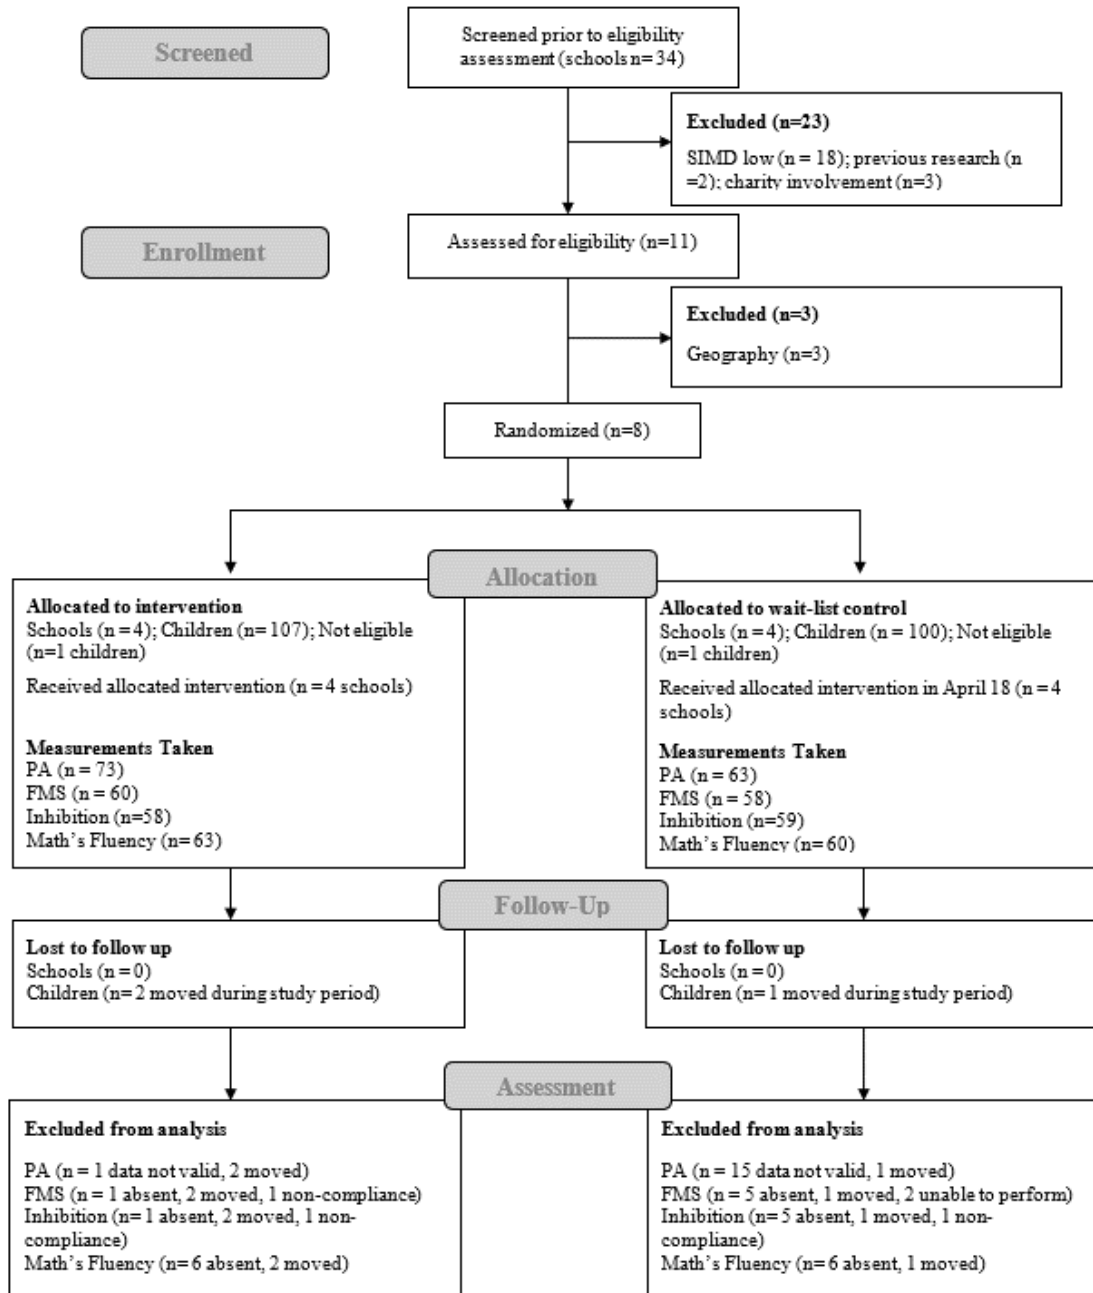 Screened
Screened prior to eligibility
assessment (schools n= 34)
Excluded (n=23)
SIMD low (n = 18); previous research (n
=2); charity involvement (n=3)
Enrollment
Assessed for eligibility (n=11)
Excluded (n=3)
Geography (n=3)
Randomized (n=8)
Allocation
Allocated to intervention
Schools (n = 4); Children (n= 107); Not eligible
(n=1 children)
Received allocated intervention (n = 4 schools)
Measurements Taken
PA (n = 73)
FMS (n = 60)
Inhibition (n=58)
Math's Fluency (n= 63)
Allocated to wait-list control
Schools (n = 4); Children (n = 100); Not eligible
(n=1 children)
Received allocated intervention in April 18 (n = 4
schools)
Measurements Taken
PA (n = 63)
FMS (n = 58)
Inhibition (n=59)
Math's Fluency (n= 60)
Follow-Up
Lost to follow up
Schools (n = 0)
Children (n= 2 moved during study period)
Lost to follow up
Schools (n = 0)
Children (n= 1 moved during study period)
Assessment
Excluded from analysis
PA (n = 1 data not valid, 2 moved)
FMS (n = 1 absent, 2 moved, 1 non-compliance)
Inhibition (n= 1 absent, 2 moved, 1 non-
compliance)
Math's Fluency (n= 6 absent, 2 moved)
Excluded from analysis
PA (n = 15 data not valid, 1 moved)
FMS (n = 5 absent, 1 moved, 2 unable to perform)
Inhibition (n= 5 absent, 1 moved, 1 non-
compliance)
Math's Fluency (n= 6 absent, 1 moved)